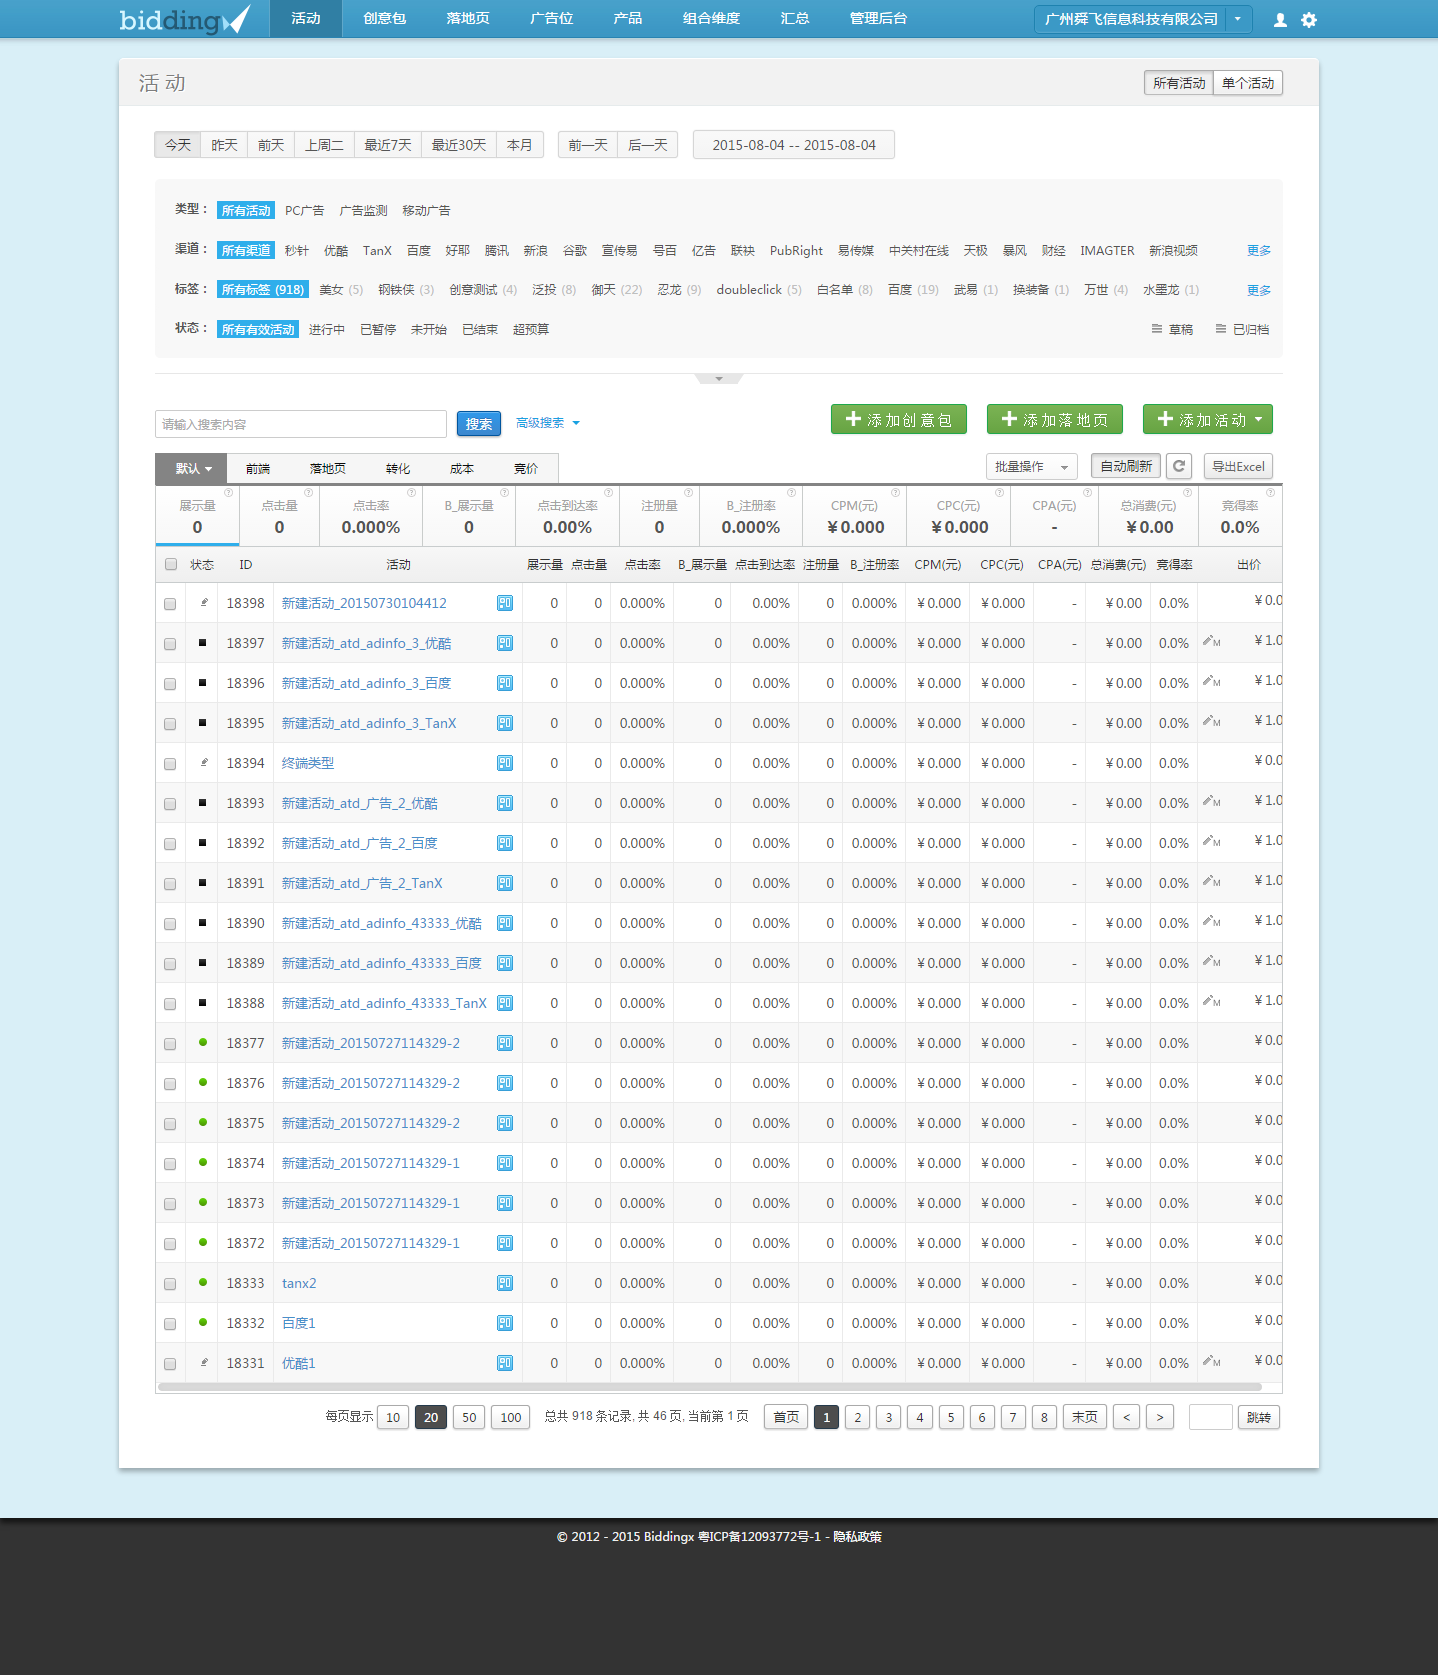 biddingx 活动 创意包 落地页 广告位 产品 组合维度 汇总 管理后台 广州舜飞信息科技有限公司
活 动 所有活动 单个活动
今天 昨天 前天 上周二 最近7天 最近30天 本月 前一天 后一天 2015-08-04 -- 2015-08-04
类型： 所有活动 PC广告 广告监测 移动广告
渠道： 所有渠道 秒针 优酷 TanX 百度 好耶 腾讯 新浪 谷歌 宣传易 号百 亿告 联袂 PubRight 易传媒 中关村在线 天极 暴风 财经 IMAGTER 新浪视频 更多
标签： 所有标签 (918) 美女 (5) 钢铁侠 (3) 创意测试 (4) 泛投 (8) 御天 (22) 忍龙 (9) doubleclick (5) 白名单 (8) 百度 (19) 武易 (1) 换装备 (1) 万世 (4) 水墨龙 (1) 更多
状态： 所有有效活动 进行中 已暂停 未开始 已结束 超预算 草稿 已归档
请输入搜索内容 搜索 高级搜索 添加创意包 添加落地页 添加活动
默认 前端 落地页 转化 成本 竞价 批量操作 自动刷新 导出Excel
展示量 点击量 点击率 B_展示量 点击到达率 注册量 B_注册率 CPM(元) CPC(元) CPA(元) 总消费(元) 竞得率
0 0 0.000% 0 0.00% 0 0.000% ¥0.000 ¥0.000 - ¥0.00 0.0%
状态 ID 活动 展示量 点击量 点击率 B_展示量 点击到达率 注册量 B_注册率 CPM(元) CPC(元) CPA(元) 总消费(元) 竞得率 出价
18398 新建活动_20150730104412 0 0 0.000% 0 0.00% 0 0.000% ¥0.000 ¥0.000 - ¥0.00 0.0% ¥0.0
18397 新建活动_atd_adinfo_3_优酷 0 0 0.000% 0 0.00% 0 0.000% ¥0.000 ¥0.000 - ¥0.00 0.0% M ¥1.0
18396 新建活动_atd_adinfo_3_百度 0 0 0.000% 0 0.00% 0 0.000% ¥0.000 ¥0.000 - ¥0.00 0.0% M ¥1.0
18395 新建活动_atd_adinfo_3_TanX 0 0 0.000% 0 0.00% 0 0.000% ¥0.000 ¥0.000 - ¥0.00 0.0% M ¥1.0
18394 终端类型 0 0 0.000% 0 0.00% 0 0.000% ¥0.000 ¥0.000 - ¥0.00 0.0% ¥0.0
18393 新建活动_atd_广告_2_优酷 0 0 0.000% 0 0.00% 0 0.000% ¥0.000 ¥0.000 - ¥0.00 0.0% M ¥1.0
18392 新建活动_atd_广告_2_百度 0 0 0.000% 0 0.00% 0 0.000% ¥0.000 ¥0.000 - ¥0.00 0.0% M ¥1.0
18391 新建活动_atd_广告_2_TanX 0 0 0.000% 0 0.00% 0 0.000% ¥0.000 ¥0.000 - ¥0.00 0.0% M ¥1.0
18390 新建活动_atd_adinfo_43333_优酷 0 0 0.000% 0 0.00% 0 0.000% ¥0.000 ¥0.000 - ¥0.00 0.0% M ¥1.0
18389 新建活动_atd_adinfo_43333_百度 0 0 0.000% 0 0.00% 0 0.000% ¥0.000 ¥0.000 - ¥0.00 0.0% M ¥1.0
18388 新建活动_atd_adinfo_43333_TanX 0 0 0.000% 0 0.00% 0 0.000% ¥0.000 ¥0.000 - ¥0.00 0.0% M ¥1.0
18377 新建活动_20150727114329-2 0 0 0.000% 0 0.00% 0 0.000% ¥0.000 ¥0.000 - ¥0.00 0.0% ¥0.0
18376 新建活动_20150727114329-2 0 0 0.000% 0 0.00% 0 0.000% ¥0.000 ¥0.000 - ¥0.00 0.0% ¥0.0
18375 新建活动_20150727114329-2 0 0 0.000% 0 0.00% 0 0.000% ¥0.000 ¥0.000 - ¥0.00 0.0% ¥0.0
18374 新建活动_20150727114329-1 0 0 0.000% 0 0.00% 0 0.000% ¥0.000 ¥0.000 - ¥0.00 0.0% ¥0.0
18373 新建活动_20150727114329-1 0 0 0.000% 0 0.00% 0 0.000% ¥0.000 ¥0.000 - ¥0.00 0.0% ¥0.0
18372 新建活动_20150727114329-1 0 0 0.000% 0 0.00% 0 0.000% ¥0.000 ¥0.000 - ¥0.00 0.0% ¥0.0
18333 tanx2 0 0 0.000% 0 0.00% 0 0.000% ¥0.000 ¥0.000 - ¥0.00 0.0% ¥0.0
18332 百度1 0 0 0.000% 0 0.00% 0 0.000% ¥0.000 ¥0.000 - ¥0.00 0.0% ¥0.0
18331 优酷1 0 0 0.000% 0 0.00% 0 0.000% ¥0.000 ¥0.000 - ¥0.00 0.0% M ¥0.0
每页显示 10 20 50 100 总共 918 条记录, 共 46 页, 当前第 1 页 首页 1 2 3 4 5 6 7 8 末页 < > 跳转
© 2012 - 2015 Biddingx 粤ICP备12093772号-1 - 隐私政策